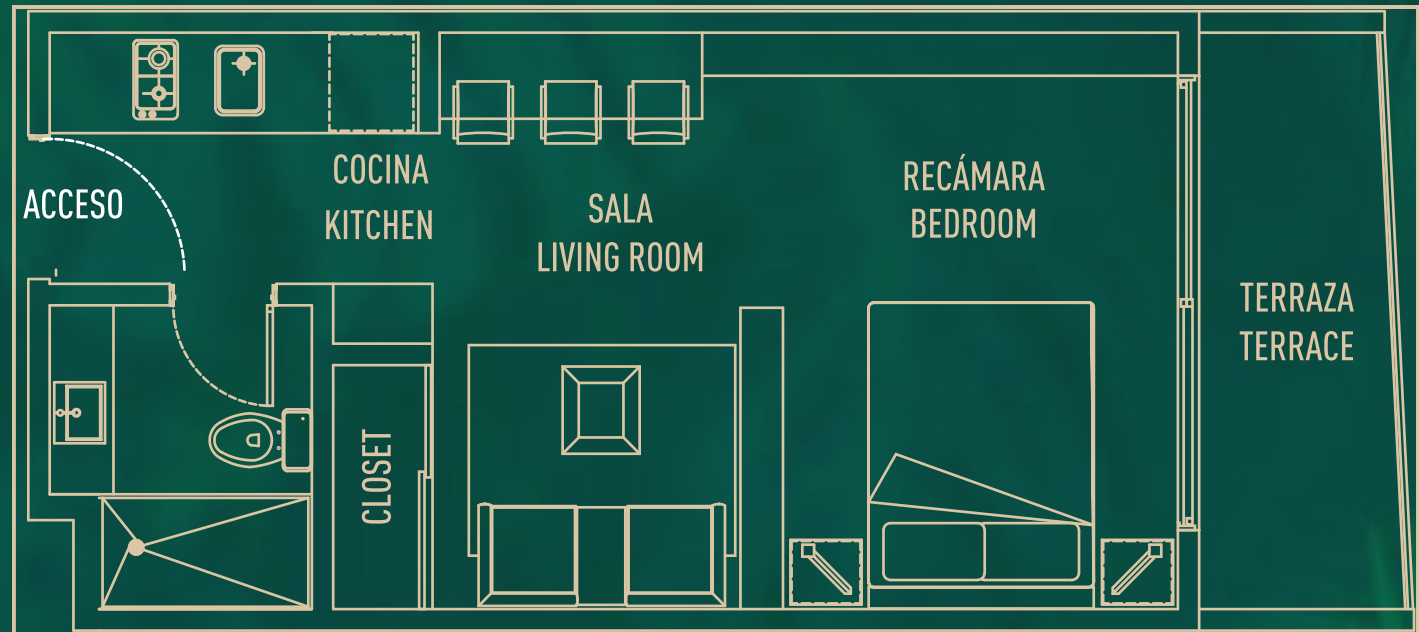 ACCESO
COCINA
KITCHEN
SALA
LIVING ROOM
RECÁMARA
BEDROOM
TERRAZA
TERRACE
CLOSET